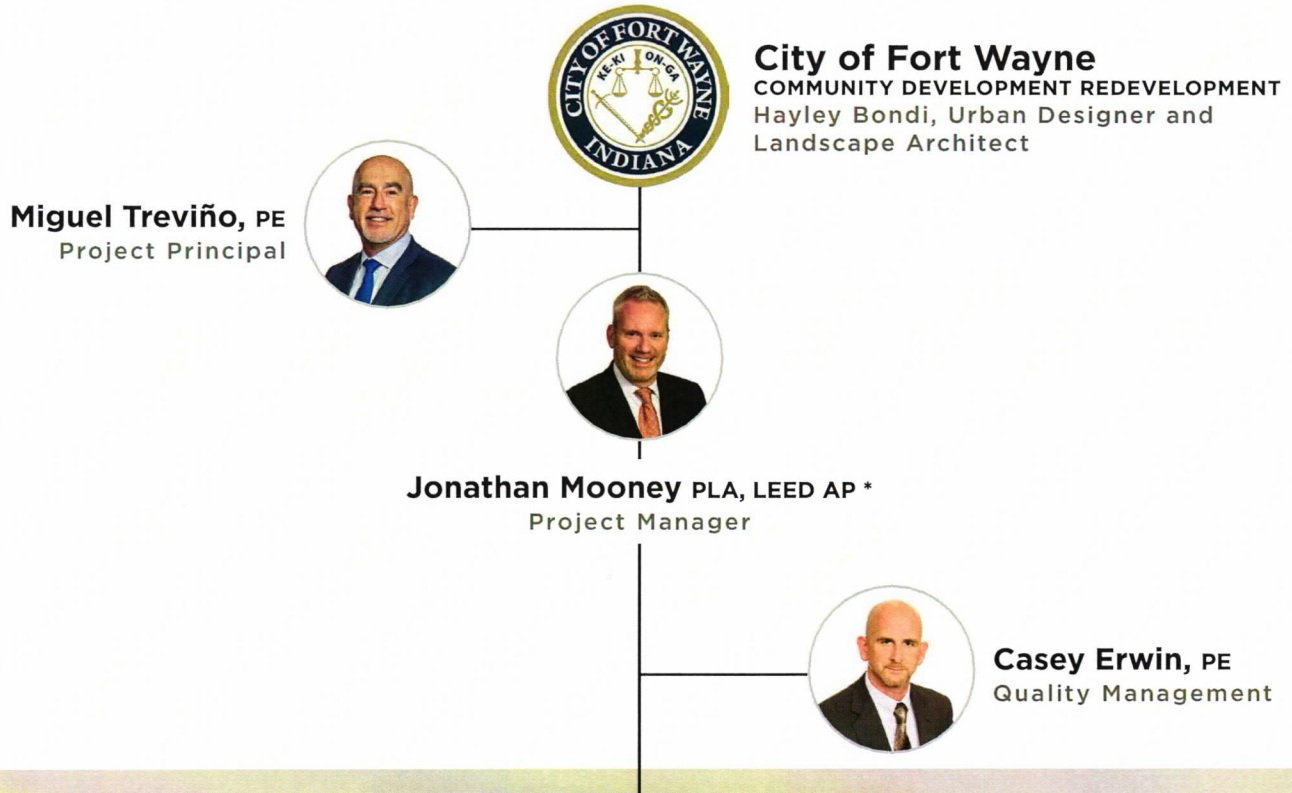 CITY OF FORT WAYNE
KE-KI ON-GA
INDIANA
City of Fort Wayne
COMMUNITY DEVELOPMENT REDEVELOPMENT
Hayley Bondi, Urban Designer and
Landscape Architect
Miguel Treviño, PE
Project Principal
Jonathan Mooney PLA, LEED AP *
Project Manager
Casey Erwin, PE
Quality Management